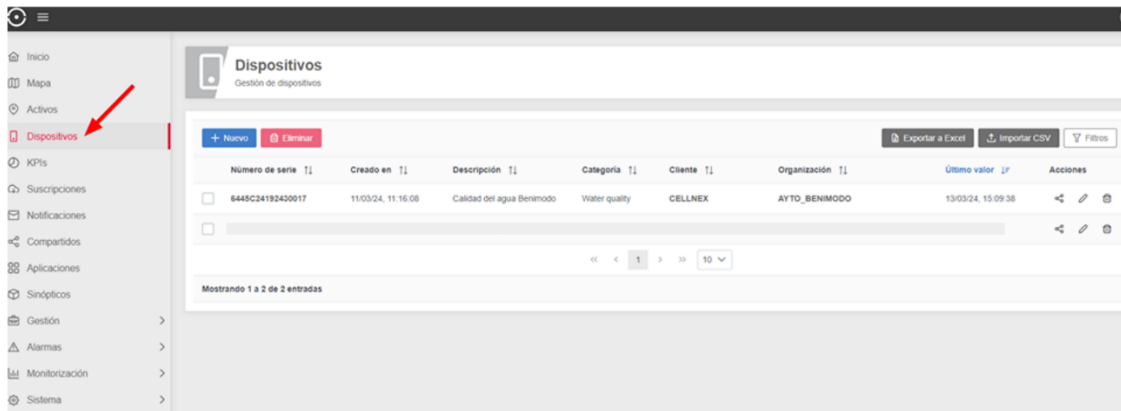 Inicio
Mapa
Activos
Dispositivos
KPIs
Suscripciones
Notificaciones
Compartidos
Aplicaciones
Sinópticos
Gestión
Alarmas
Monitorización
Sistema
Dispositivos
Gestión de dispositivos
+ Nuevo Eliminar Exportar a Excel Importar CSV Filtros
Número de serie Creado en Descripción Categoría Cliente Organización Último valor Acciones
6445C24192430017 11/03/24, 11:16:08 Calidad del agua Benimodo Water quality CELLNEX AYTO_BENIMODO 13/03/24, 15:09:38
<< < 1 > >> 10
Mostrando 1 a 2 de 2 entradas